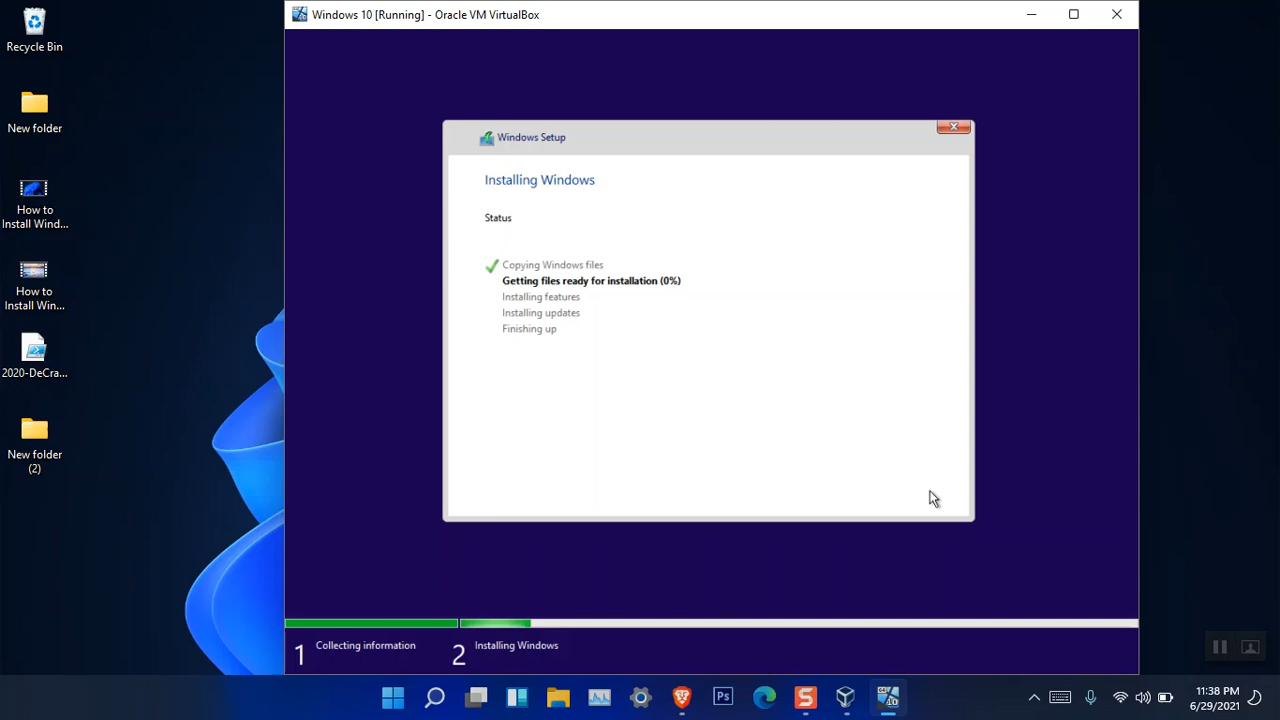 Windows 10 [Running] - Oracle VM VirtualBox
Recycle Bin
New folder
How to
Install Wind...
How to
Install Win...
2020-DeCra...
New folder
(2)
Windows Setup
Installing Windows
Status
Copying Windows files
Getting files ready for installation (0%)
Installing features
Installing updates
Finishing up
1 Collecting information
2 Installing Windows
Ps
S
10
11:38 PM
6/29/2021